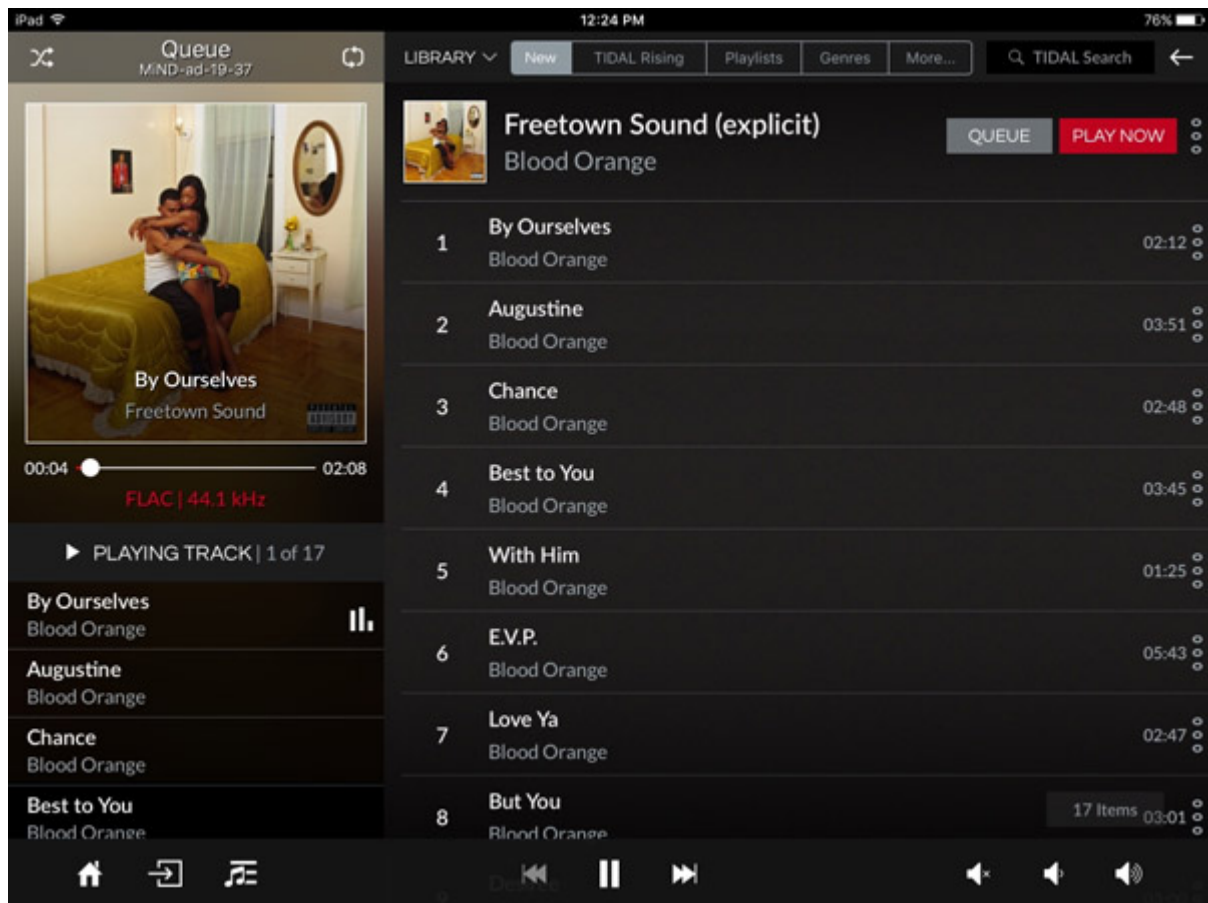 iPad
12:24 PM
76%
Queue
MiND-ad-19-37
By Ourselves
Freetown Sound
00:04
02:08
FLAC | 44.1 kHz
PLAYING TRACK | 1 of 17
By Ourselves
Blood Orange
Augustine
Blood Orange
Chance
Blood Orange
Best to You
Blood Orange
LIBRARY
New
TIDAL Rising
Playlists
Genres
More...
TIDAL Search
Freetown Sound (explicit)
Blood Orange
QUEUE
PLAY NOW
1
By Ourselves
Blood Orange
02:12
2
Augustine
Blood Orange
03:51
3
Chance
Blood Orange
02:48
4
Best to You
Blood Orange
03:45
5
With Him
Blood Orange
01:25
6
E.V.P.
Blood Orange
05:43
7
Love Ya
Blood Orange
02:47
8
But You
Blood Orange
17 Items
03:01
Desirée